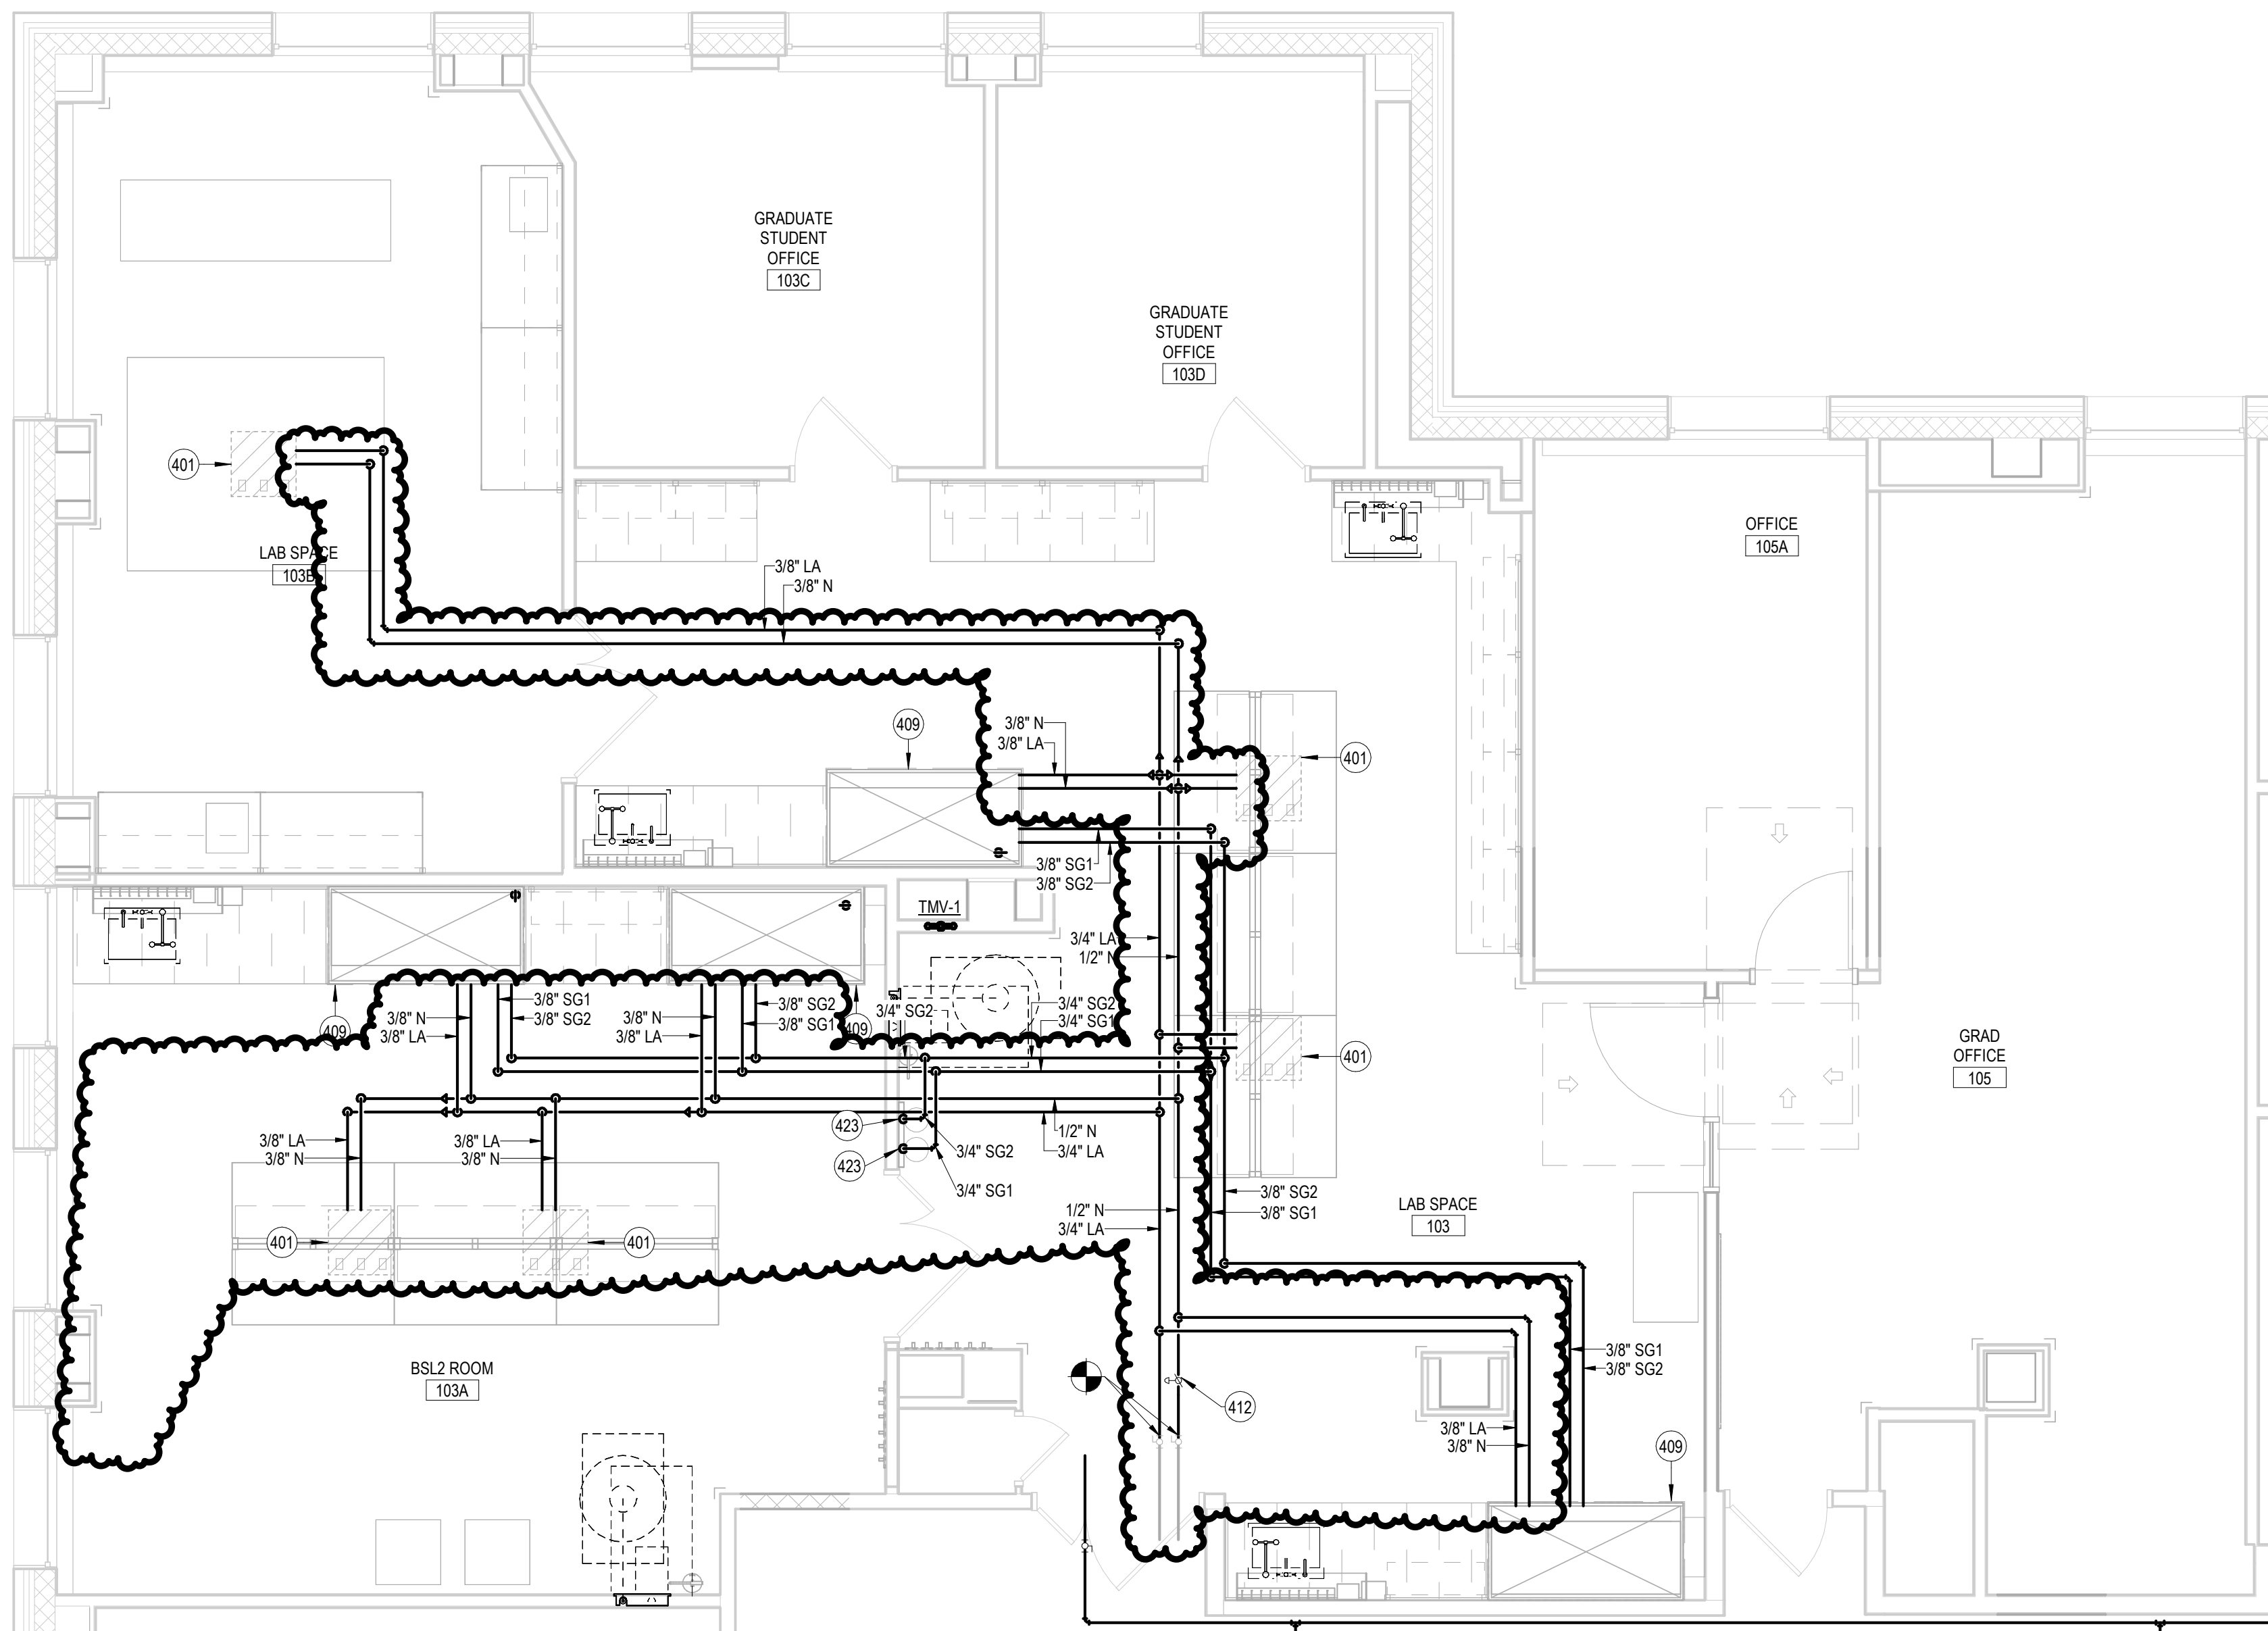 GRADUATE
STUDENT
OFFICE
103C
GRADUATE
STUDENT
OFFICE
103D
401
OFFICE
105A
LAB SPACE
103B
3/8" LA
3/8" N
409
3/8" N
3/8" LA
401
3/8" SG1
3/8" SG2
TMV-1
3/4" LA
1/2" N
3/8" SG1
3/8" SG2
3/8" N
3/8" LA
409
3/8" N
3/8" LA
3/8" SG2
3/8" SG1
409
3/4" SG2
3/4" SG2
3/4" SG1
401
GRAD
OFFICE
105
423
423
1/2" N
3/4" LA
3/4" SG2
3/4" SG1
3/8" LA
3/8" N
3/8" LA
3/8" N
401
401
1/2" N
3/4" LA
3/8" SG2
3/8" SG1
LAB SPACE
103
BSL2 ROOM
103A
3/8" SG1
3/8" SG2
412
3/8" LA
3/8" N
409